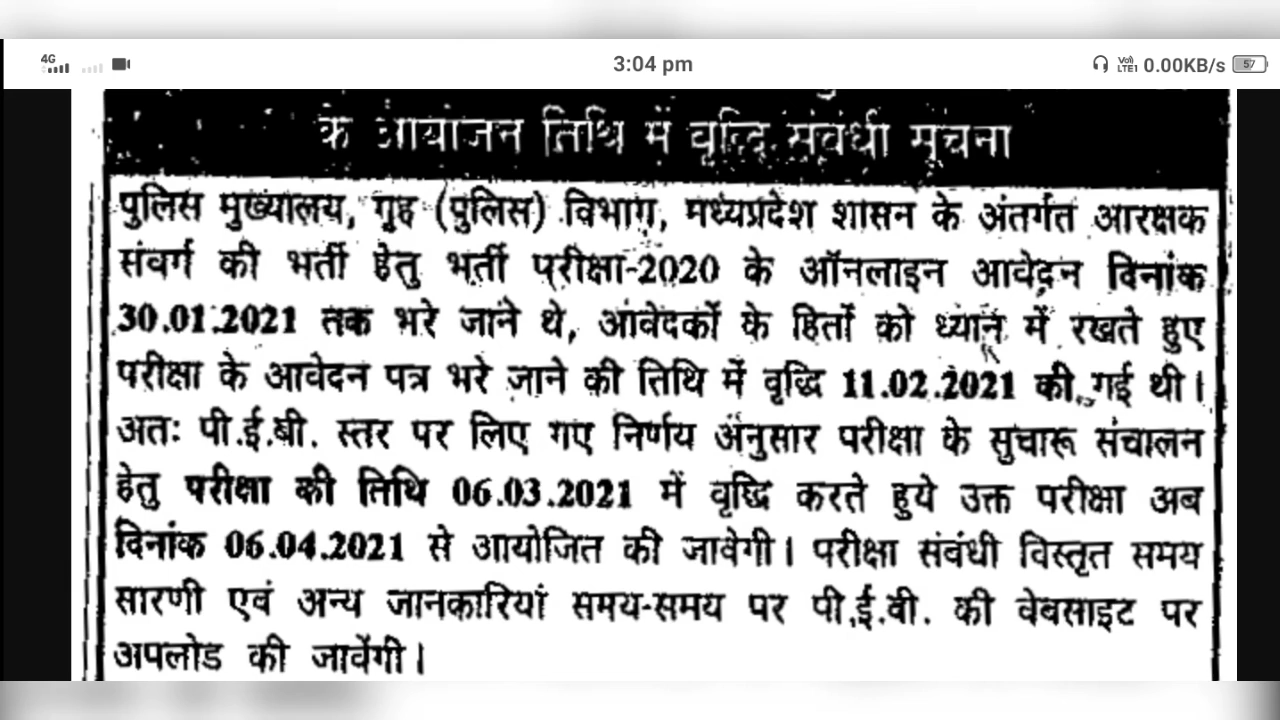 4G 3:04 pm Vo) LTE1 0.00KB/s 57
के आयोजन तिथि में वृद्धि संबंधी सूचना
पुलिस मुख्यालय, गृह (पुलिस) विभाग, मध्यप्रदेश शासन के अंतर्गत आरक्षक
संवर्ग की भर्ती हेतु भर्ती परीक्षा-2020 के ऑनलाइन आवेदन दिनांक
30.01.2021 तक भरे जाने थे, आवेदकों के हितों को ध्यान में रखते हुए
परीक्षा के आवेदन पत्र भरे जाने की तिथि में वृद्धि 11.02.2021 की गई थी।
अतः पी.ई.बी. स्तर पर लिए गए निर्णय अनुसार परीक्षा के सुचारू संचालन
हेतु परीक्षा की तिथि 06.03.2021 में वृध्दि करते हुये उक्त परीक्षा अब
दिनांक 06.04.2021 से आयोजित की जावेगी। परीक्षा संबंधी विस्तृत समय
सारणी एवं अन्य जानकारियां समय-समय पर पी.ई.बी. की वेबसाइट पर
अपलोड की जावेंगी।